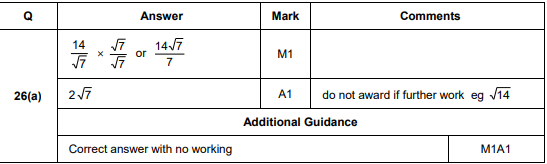 Q Answer Mark Comments
26(a) 14/√7 × √7/√7 or 14√7/7 M1
2√7 A1 do not award if further work eg √14
Additional Guidance
Correct answer with no working M1A1